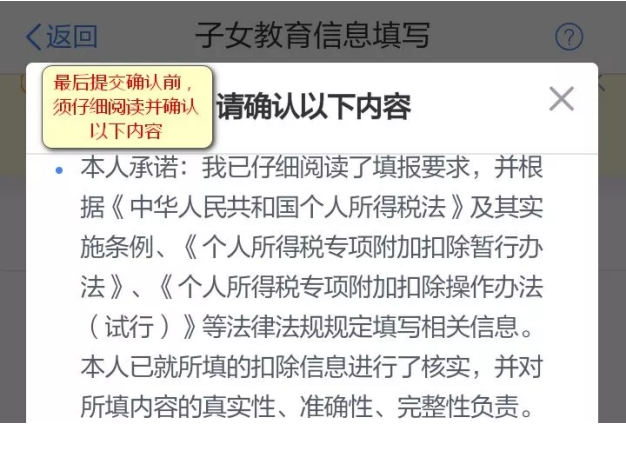 返回
子女教育信息填写
?
最后提交确认前，
须仔细阅读并确认
以下内容
请确认以下内容
本人承诺：我已仔细阅读了填报要求，并根
据《中华人民共和国个人所得税法》及其实
施条例、《个人所得税专项附加扣除暂行办
法》、《个人所得税专项附加扣除操作办法
（试行）》等法律法规规定填写相关信息。
本人已就所填的扣除信息进行了核实，并对
所填内容的真实性、准确性、完整性负责。